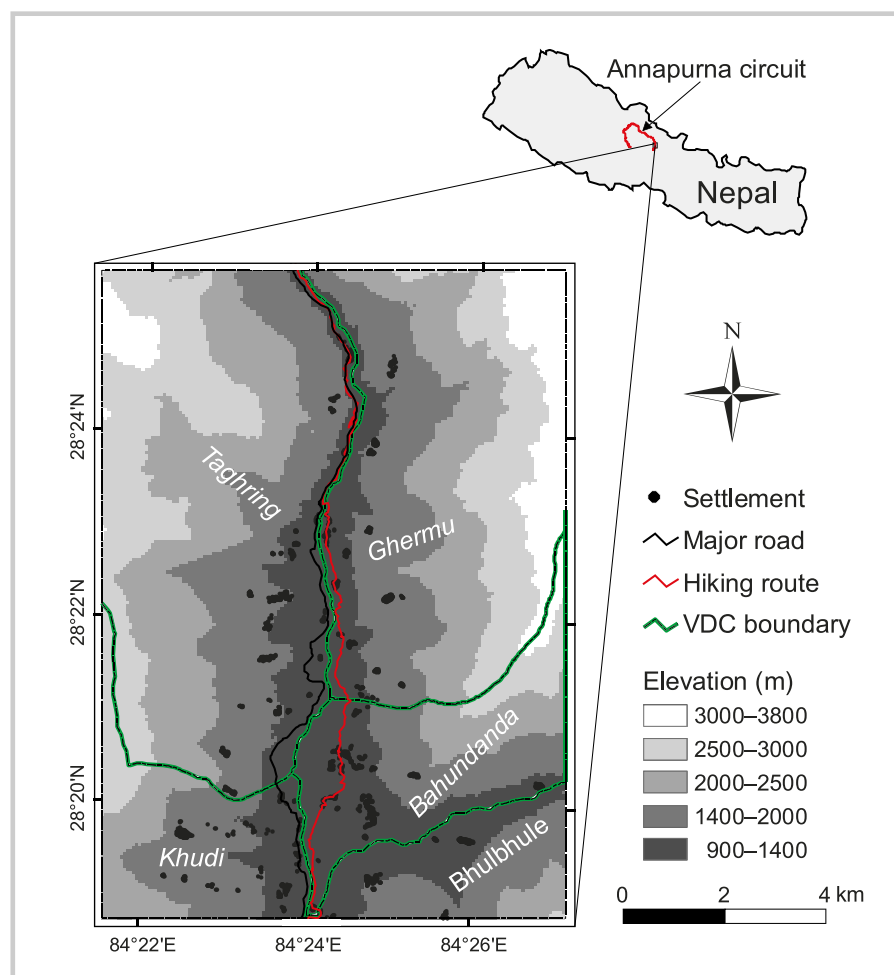 Annapurna circuit
Nepal
N
28°24'N
28°22'N
28°20'N
Taghring
Ghermu
Bahundanda
Khudi
Bhulbhule
84°22'E
84°24'E
84°26'E
Settlement
Major road
Hiking route
VDC boundary
Elevation (m)
3000–3800
2500–3000
2000–2500
1400–2000
900–1400
0 2 4 km